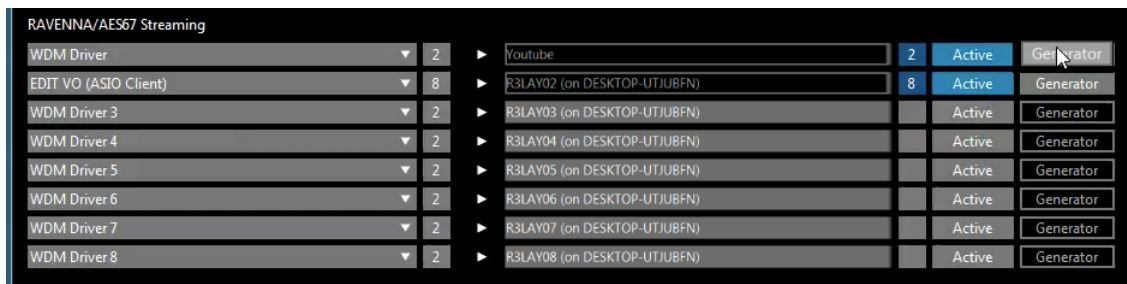 RAVENNA/AES67 Streaming
WDM Driver 2 Youtube 2 Active Generator
EDIT VO (ASIO Client) 8 R3LAY02 (on DESKTOP-UTJUBFN) 8 Active Generator
WDM Driver 3 2 R3LAY03 (on DESKTOP-UTJUBFN) Active Generator
WDM Driver 4 2 R3LAY04 (on DESKTOP-UTJUBFN) Active Generator
WDM Driver 5 2 R3LAY05 (on DESKTOP-UTJUBFN) Active Generator
WDM Driver 6 2 R3LAY06 (on DESKTOP-UTJUBFN) Active Generator
WDM Driver 7 2 R3LAY07 (on DESKTOP-UTJUBFN) Active Generator
WDM Driver 8 2 R3LAY08 (on DESKTOP-UTJUBFN) Active Generator